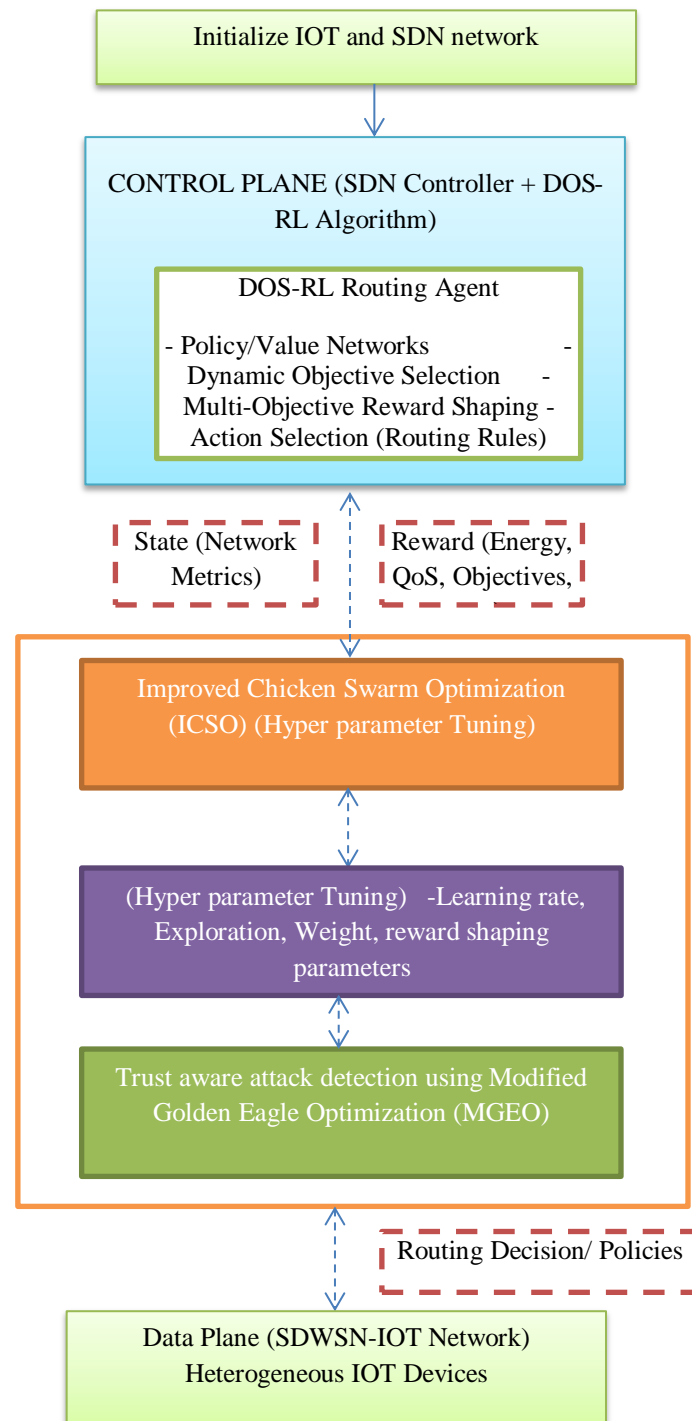 Initialize IOT and SDN network
CONTROL PLANE (SDN Controller + DOS-
RL Algorithm)
DOS-RL Routing Agent
- Policy/Value Networks -
Dynamic Objective Selection -
Multi-Objective Reward Shaping -
Action Selection (Routing Rules)
State (Network
Metrics)
Reward (Energy,
QoS, Objectives,
Improved Chicken Swarm Optimization
(ICSO) (Hyper parameter Tuning)
(Hyper parameter Tuning) -Learning rate,
Exploration, Weight, reward shaping
parameters
Trust aware attack detection using Modified
Golden Eagle Optimization (MGEO)
Routing Decision/ Policies
Data Plane (SDWSN-IOT Network)
Heterogeneous IOT Devices